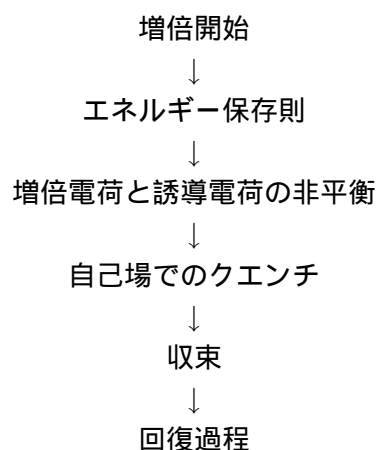 増倍開始
↓
エネルギー保存則
↓
増倍電荷と誘導電荷の非平衡
↓
自己場でのクエンチ
↓
収束
↓
回復過程